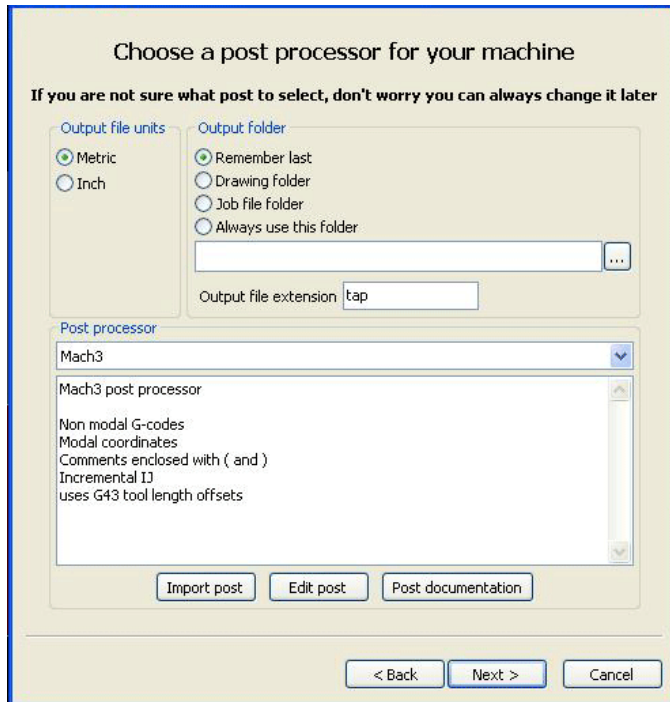 Choose a post processor for your machine
If you are not sure what post to select, don't worry you can always change it later
Output file units
Metric
Inch
Output folder
Remember last
Drawing folder
Job file folder
Always use this folder
...
Output file extension tap
Post processor
Mach3
Mach3 post processor
Non modal G-codes
Modal coordinates
Comments enclosed with ( and )
Incremental IJ
uses G43 tool length offsets
Import post Edit post Post documentation
< Back Next > Cancel